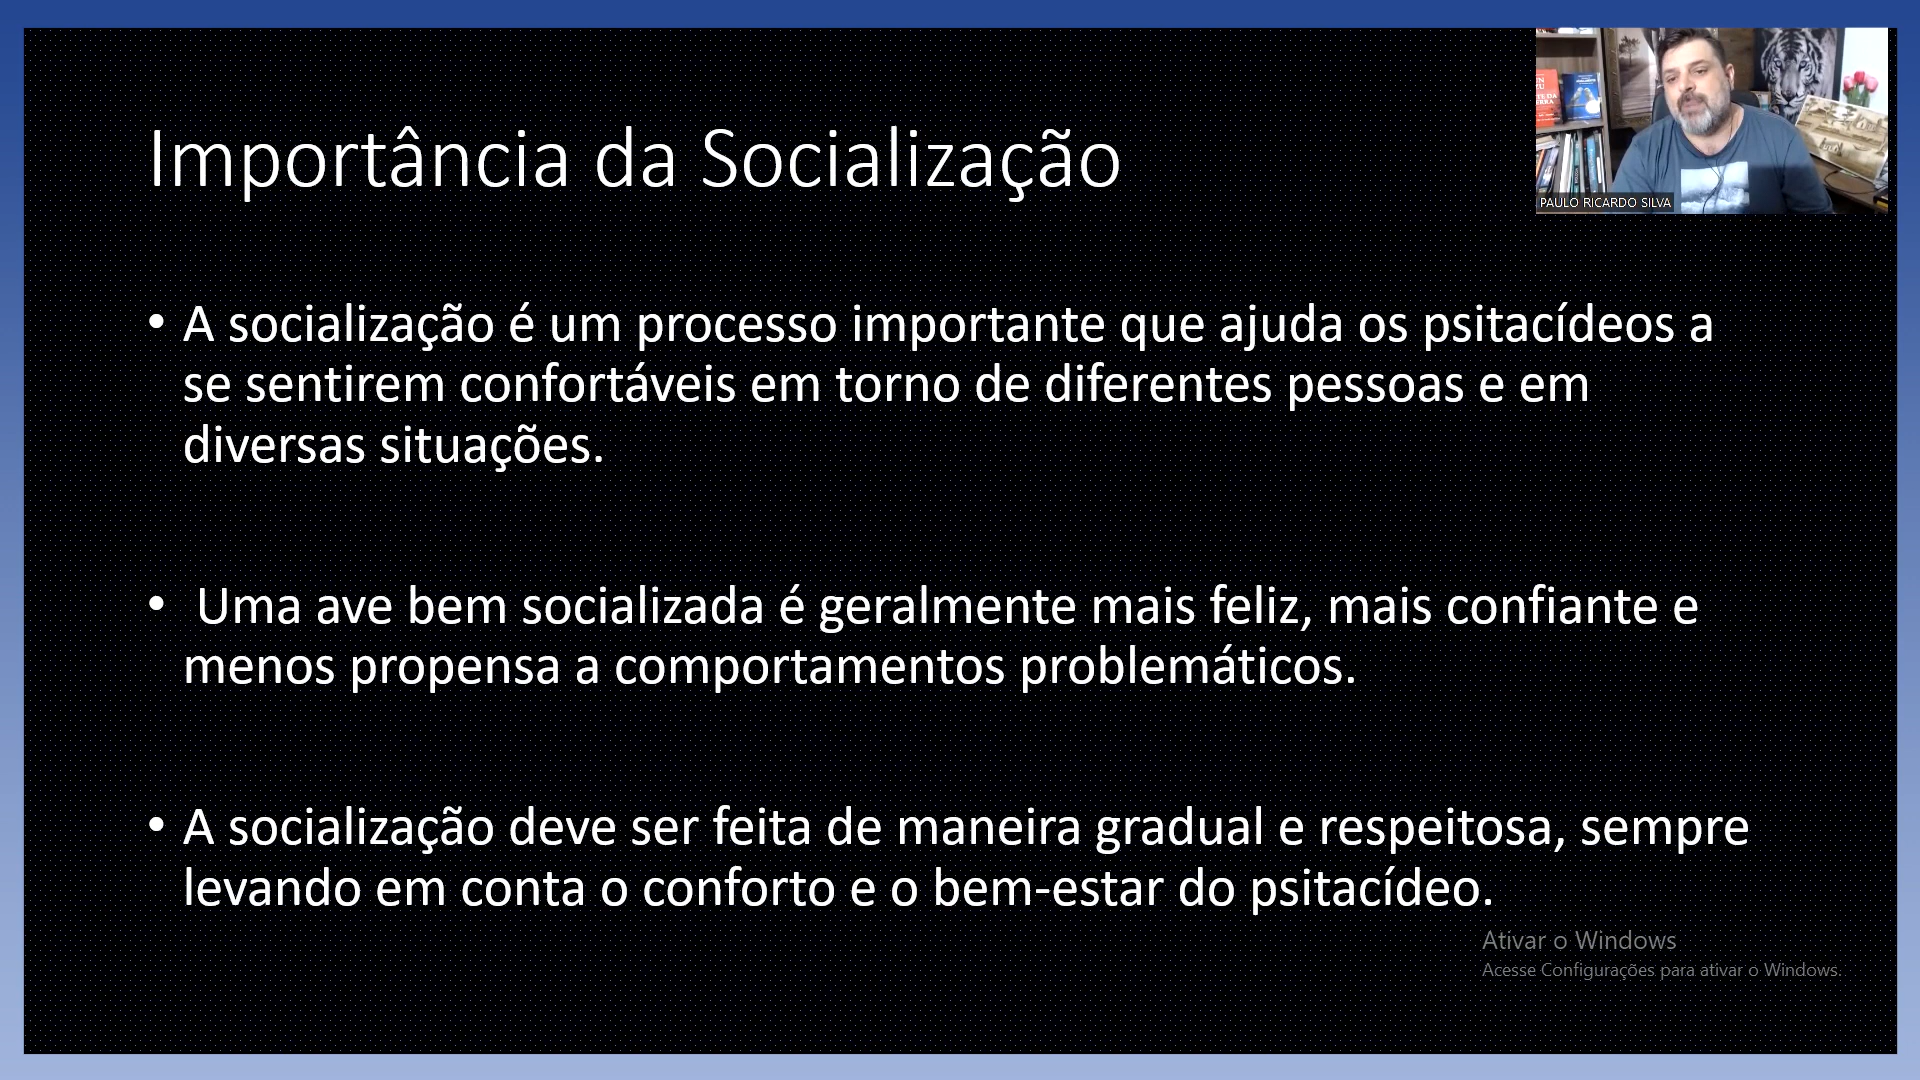 Importância da Socialização
PAULO RICARDO SILVA
• A socialização é um processo importante que ajuda os psitacídeos a
se sentirem confortáveis em torno de diferentes pessoas e em
diversas situações.
• Uma ave bem socializada é geralmente mais feliz, mais confiante e
menos propensa a comportamentos problemáticos.
• A socialização deve ser feita de maneira gradual e respeitosa, sempre
levando em conta o conforto e o bem-estar do psitacídeo.
Ativar o Windows
Acesse Configurações para ativar o Windows.